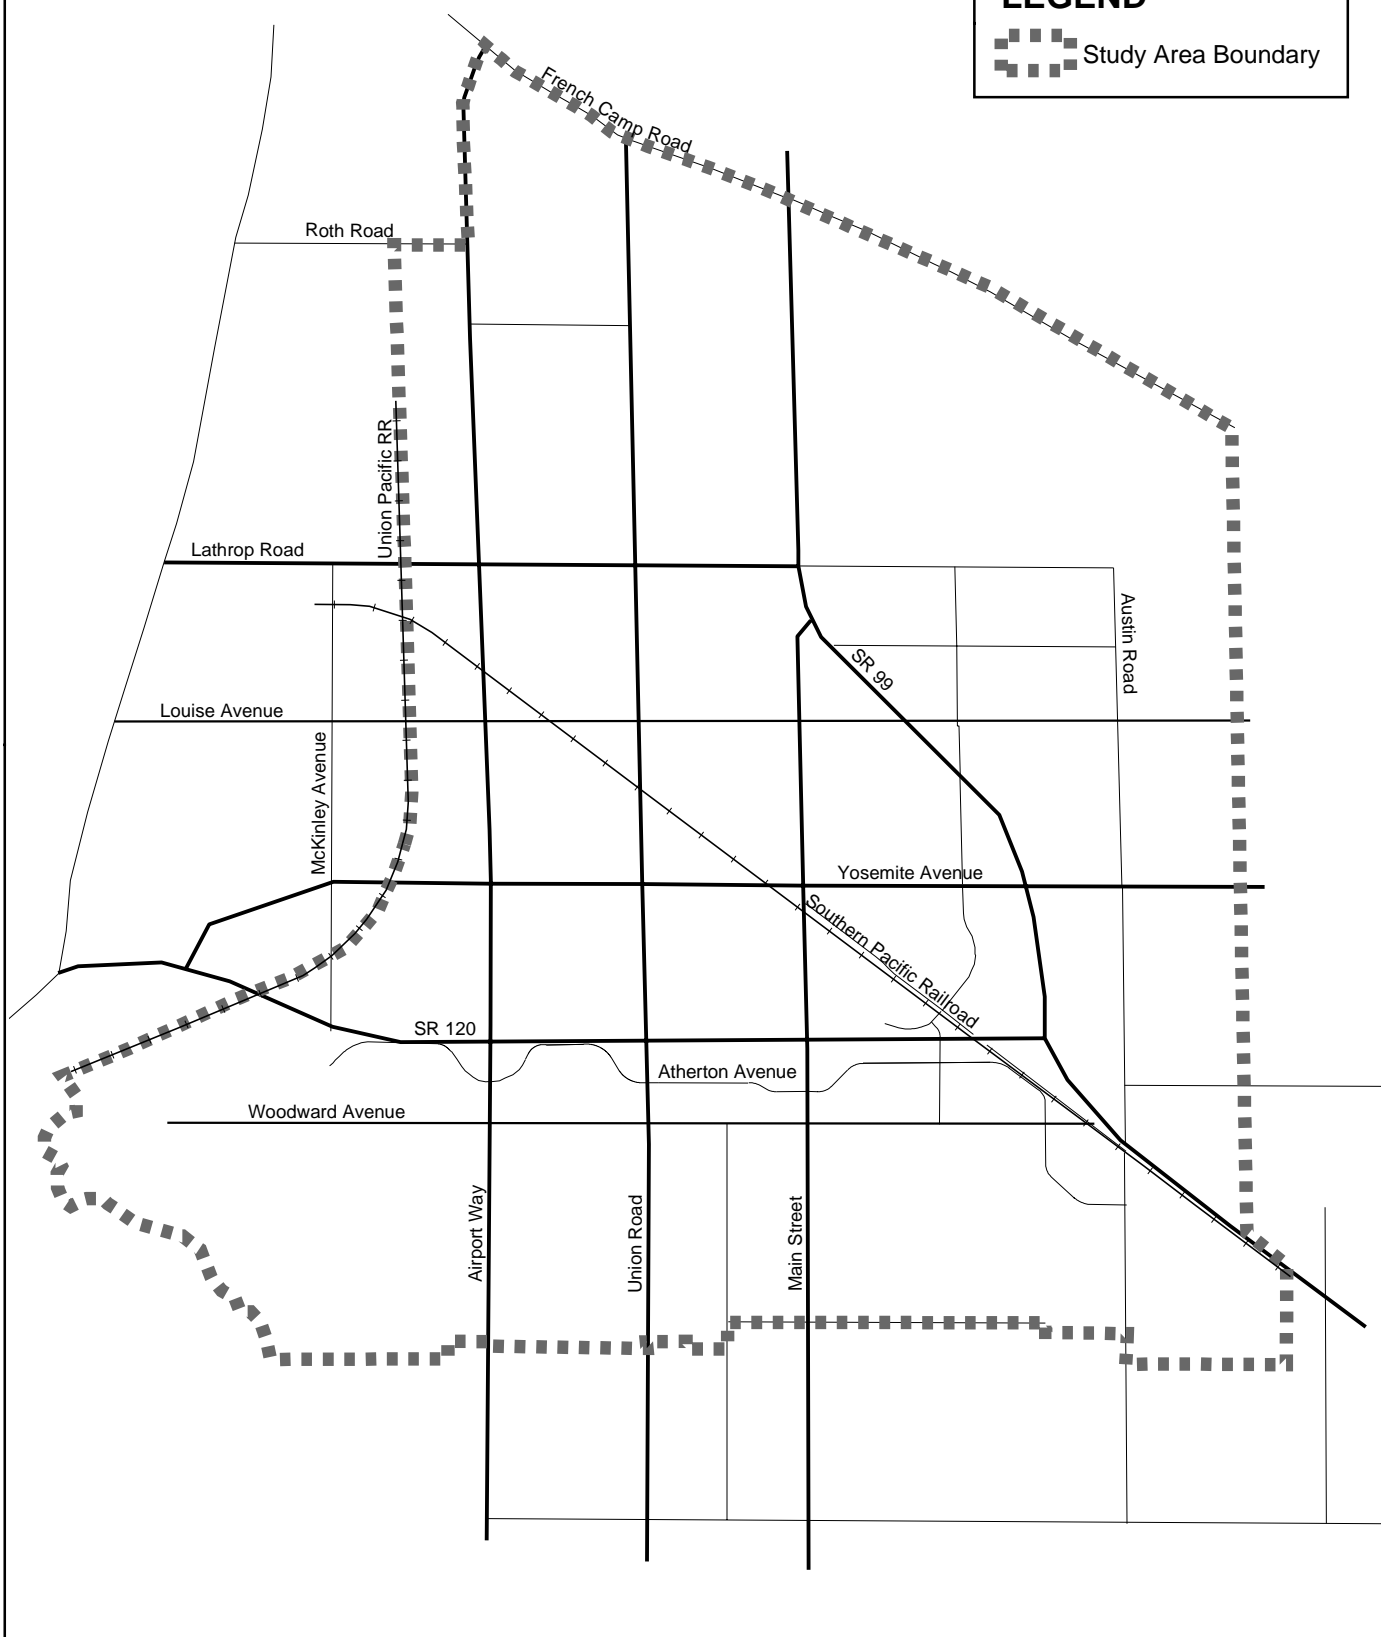 LEGEND
Study Area Boundary
French Camp Road
Roth Road
Union Pacific RR
Lathrop Road
Austin Road
SR 99
Louise Avenue
McKinley Avenue
Yosemite Avenue
Southern Pacific Railroad
SR 120
Atherton Avenue
Woodward Avenue
Airport Way
Union Road
Main Street